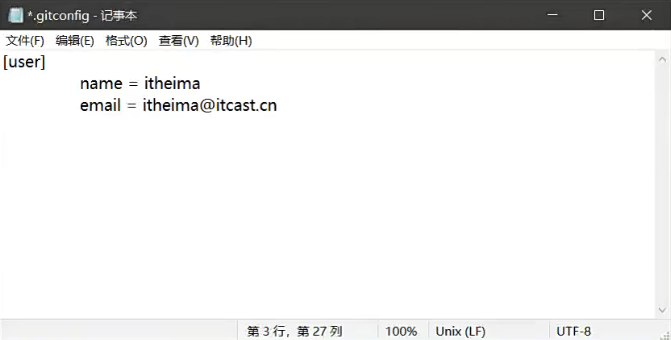 *.gitconfig - 记事本
文件(F) 编辑(E) 格式(O) 查看(V) 帮助(H)
[user]
name = itheima
email = itheima@itcast.cn
第 3 行，第 27 列 100% Unix (LF) UTF-8